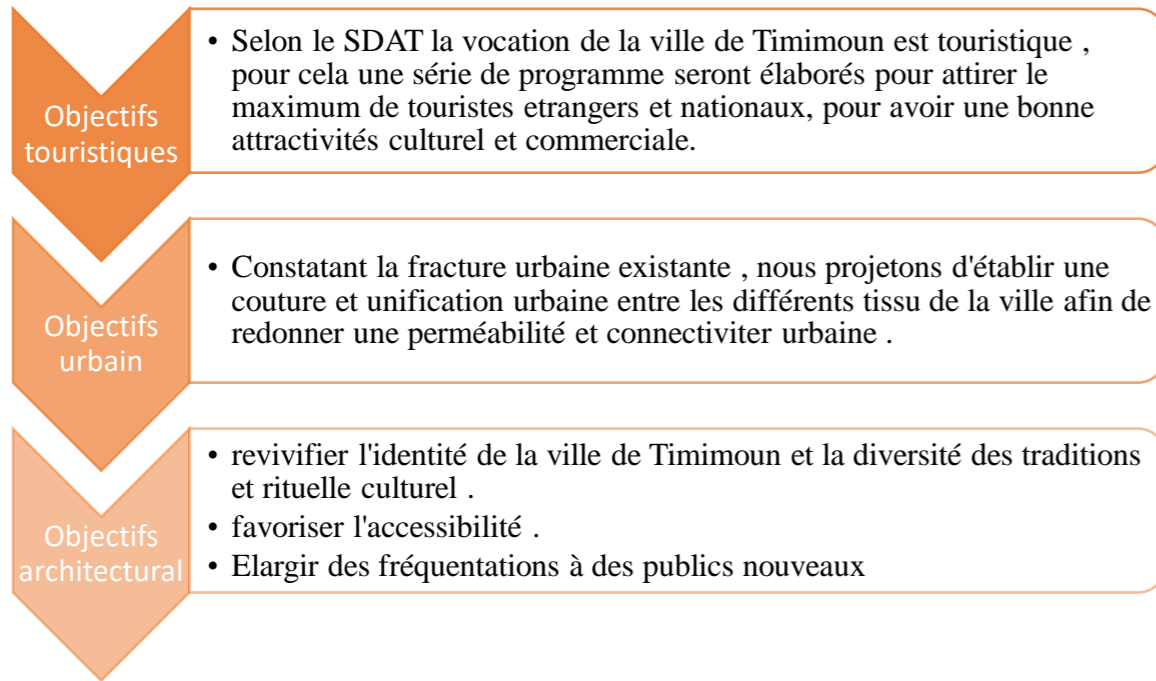 Objectifs
touristiques
• Selon le SDAT la vocation de la ville de Timimoun est touristique ,
pour cela une série de programme seront élaborés pour attirer le
maximum de touristes etrangers et nationaux, pour avoir une bonne
attractivités culturel et commerciale.
Objectifs
urbain
• Constatant la fracture urbaine existante , nous projetons d'établir une
couture et unification urbaine entre les différents tissu de la ville afin de
redonner une perméabilité et connectiviter urbaine .
Objectifs
architectural
• revivifier l'identité de la ville de Timimoun et la diversité des traditions
et rituelle culturel .
• favoriser l'accessibilité .
• Elargir des fréquentations à des publics nouveaux